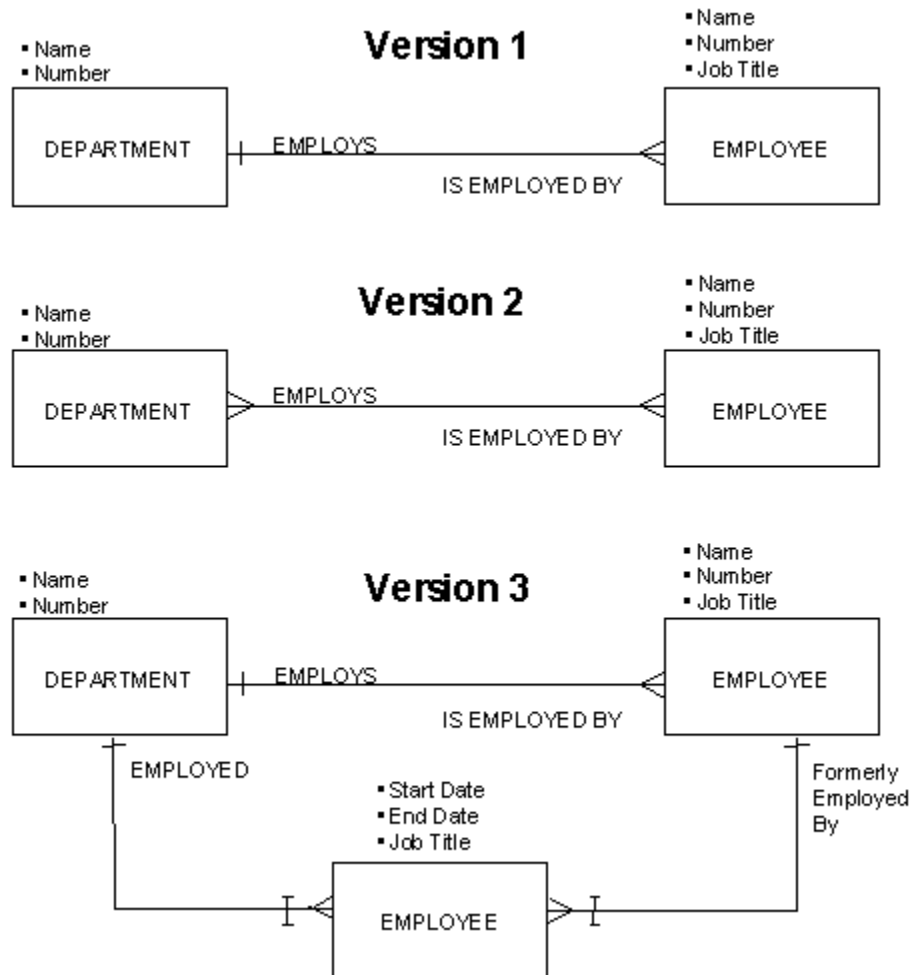 Version 1
▪ Name
▪ Number
▪ Name
▪ Number
▪ Job Title
DEPARTMENT
EMPLOYS
IS EMPLOYED BY
EMPLOYEE
Version 2
▪ Name
▪ Number
▪ Name
▪ Number
▪ Job Title
DEPARTMENT
EMPLOYS
IS EMPLOYED BY
EMPLOYEE
Version 3
▪ Name
▪ Number
▪ Name
▪ Number
▪ Job Title
DEPARTMENT
EMPLOYS
IS EMPLOYED BY
EMPLOYEE
EMPLOYED
Formerly
Employed
By
▪ Start Date
▪ End Date
▪ Job Title
EMPLOYEE